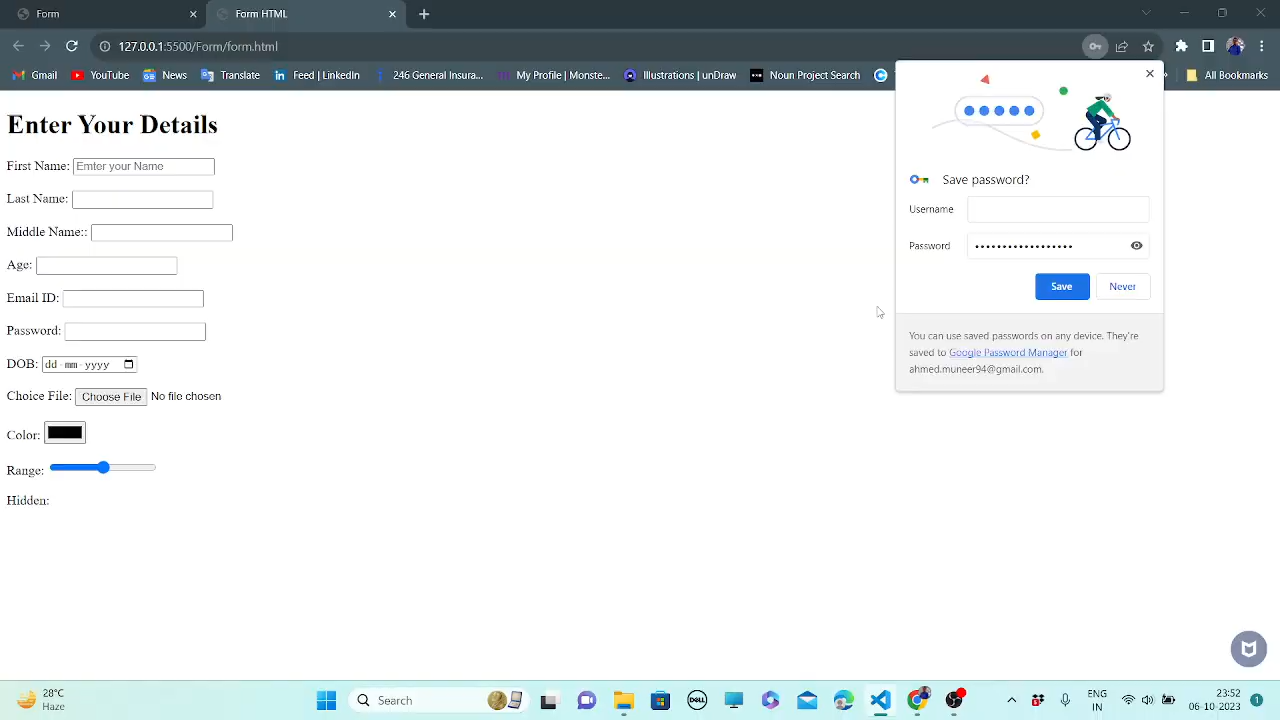 Form
Form HTML
127.0.0.1:5500/Form/form.html
Gmail
YouTube
News
Translate
Feed | LinkedIn
246 General Insura...
My Profile | Monste...
Illustrations | unDraw
Noun Project Search
All Bookmarks
Enter Your Details
First Name: Enter your Name
Last Name:
Middle Name::
Age:
Email ID:
Password:
DOB: dd-mm-yyyy
Choice File: Choose File No file chosen
Color:
Range:
Hidden:
Save password?
Username
Password ••••••••••••••••••
Save Never
You can use saved passwords on any device. They're
saved to Google Password Manager for
ahmed.muneer94@gmail.com.
28°C
Haze
Search
DELL
ENG
IN
23:52
06-10-2023
1